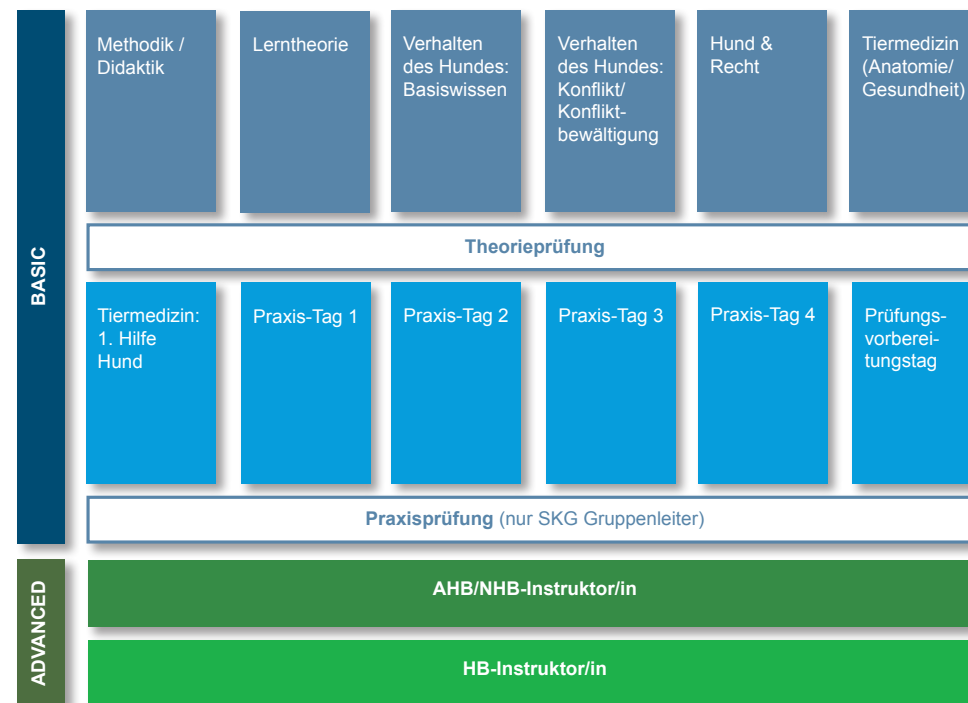 BASIC
Methodik /
Didaktik
Lerntheorie
Verhalten
des Hundes:
Basiswissen
Verhalten
des Hundes:
Konflikt/
Konflikt-
bewältigung
Hund &
Recht
Tiermedizin
(Anatomie/
Gesundheit)
Theorieprüfung
Tiermedizin:
1. Hilfe
Hund
Praxis-Tag 1
Praxis-Tag 2
Praxis-Tag 3
Praxis-Tag 4
Prüfungs-
vorberei-
tungstag
Praxisprüfung (nur SKG Gruppenleiter)
ADVANCED
AHB/NHB-Instruktor/in
HB-Instruktor/in